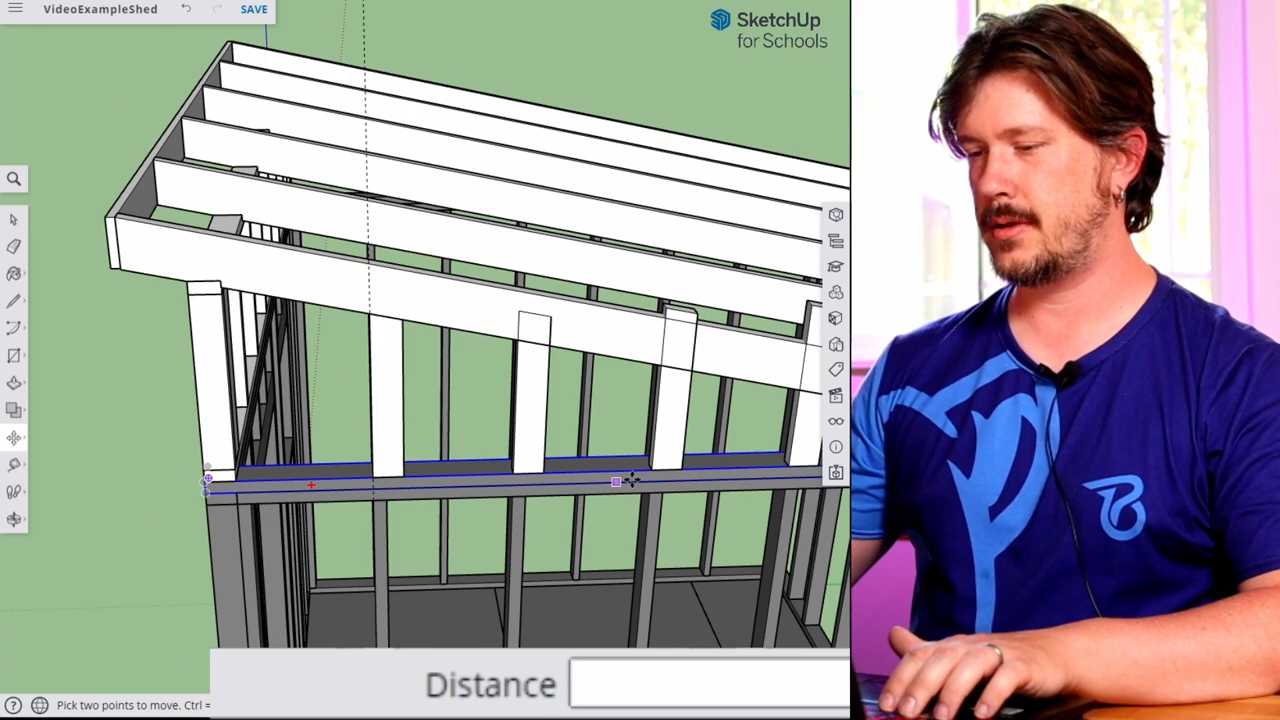 VideoExampleShed
SAVE
SketchUp
for Schools
Distance
Pick two points to move. Ctrl =